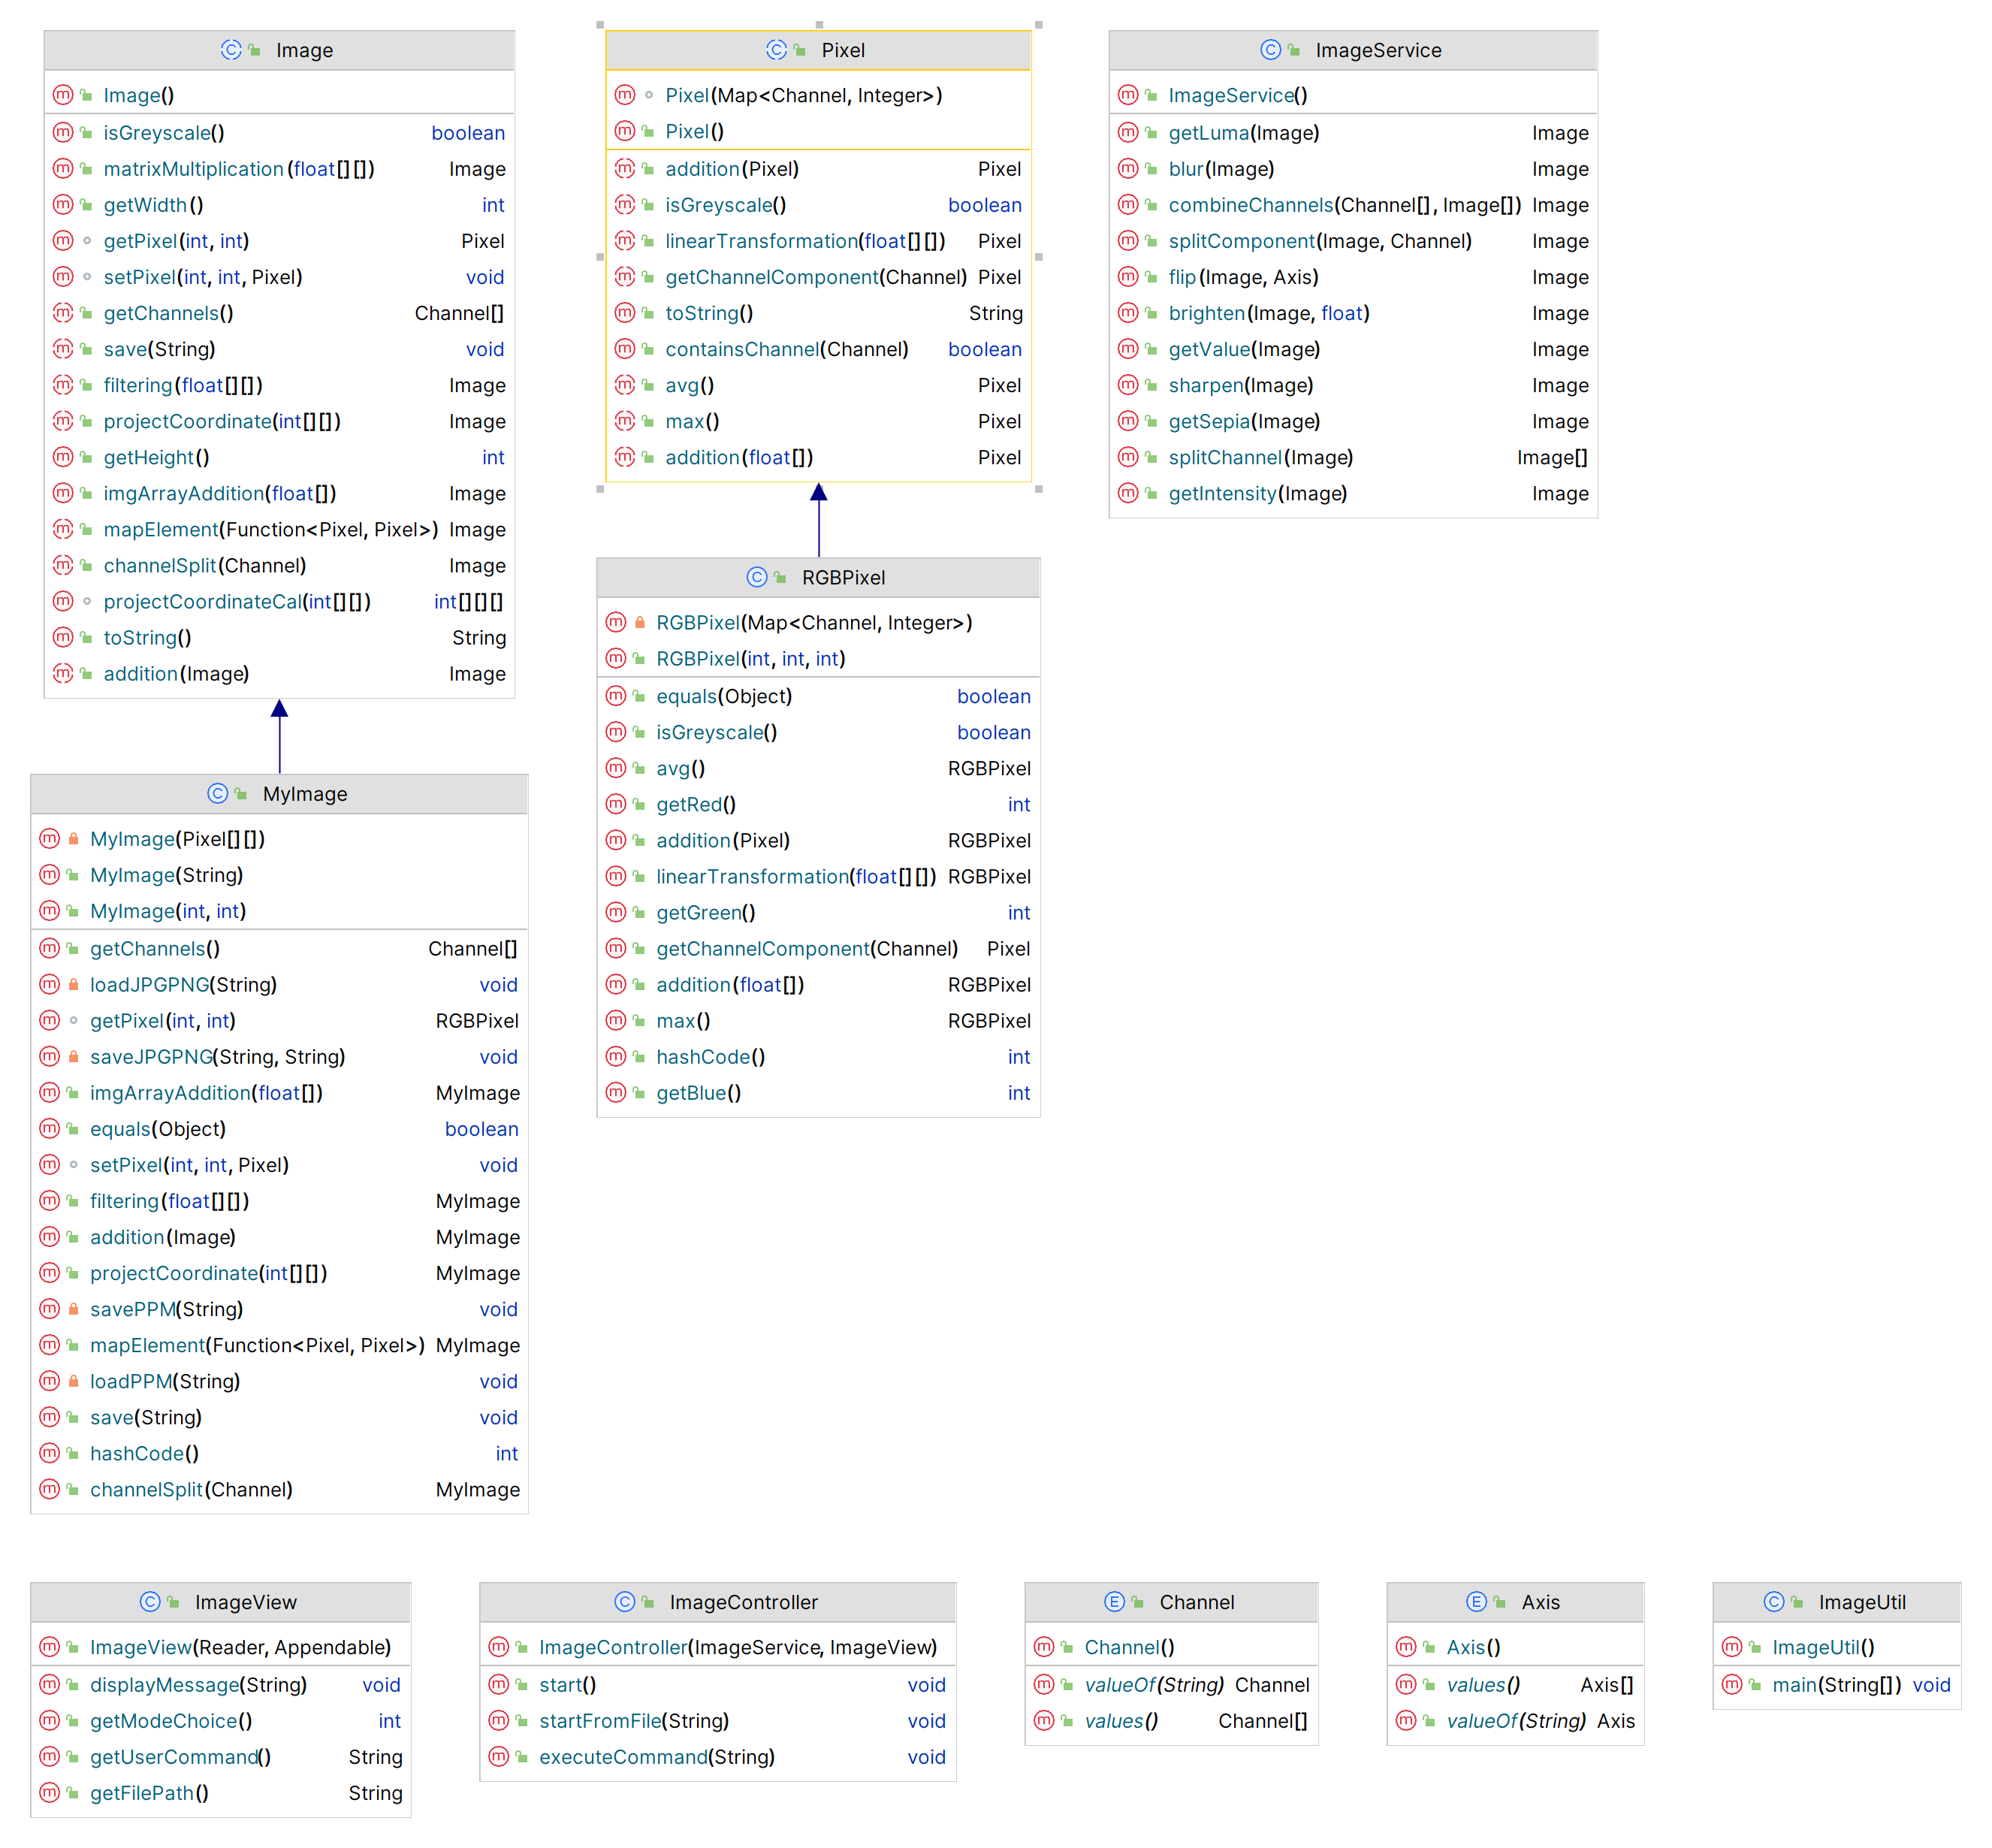 Image
Image()
isGreyscale() boolean
matrixMultiplication(float[][]) Image
getWidth() int
getPixel(int, int) Pixel
setPixel(int, int, Pixel) void
getChannels() Channel[]
save(String) void
filtering(float[][]) Image
projectCoordinate(int[][]) Image
getHeight() int
imgArrayAddition(float[]) Image
mapElement(Function<Pixel, Pixel>) Image
channelSplit(Channel) Image
projectCoordinateCal(int[][]) int[][][]
toString() String
addition(Image) Image
Pixel
Pixel(Map<Channel, Integer>)
Pixel()
addition(Pixel) Pixel
isGreyscale() boolean
linearTransformation(float[][]) Pixel
getChannelComponent(Channel) Pixel
toString() String
containsChannel(Channel) boolean
avg() Pixel
max() Pixel
addition(float[]) Pixel
ImageService
ImageService()
getLuma(Image) Image
blur(Image) Image
combineChannels(Channel[], Image[]) Image
splitComponent(Image, Channel) Image
flip(Image, Axis) Image
brighten(Image, float) Image
getValue(Image) Image
sharpen(Image) Image
getSepia(Image) Image
splitChannel(Image) Image[]
getIntensity(Image) Image
RGBPixel
RGBPixel(Map<Channel, Integer>)
RGBPixel(int, int, int)
equals(Object) boolean
isGreyscale() boolean
avg() RGBPixel
getRed() int
addition(Pixel) RGBPixel
linearTransformation(float[][]) RGBPixel
getGreen() int
getChannelComponent(Channel) Pixel
addition(float[]) RGBPixel
max() RGBPixel
hashCode() int
getBlue() int
MyImage
MyImage(Pixel[][])
MyImage(String)
MyImage(int, int)
getChannels() Channel[]
loadJPGPNG(String) void
getPixel(int, int) RGBPixel
saveJPGPNG(String, String) void
imgArrayAddition(float[]) MyImage
equals(Object) boolean
setPixel(int, int, Pixel) void
filtering(float[][]) MyImage
addition(Image) MyImage
projectCoordinate(int[][]) MyImage
savePPM(String) void
mapElement(Function<Pixel, Pixel>) MyImage
loadPPM(String) void
save(String) void
hashCode() int
channelSplit(Channel) MyImage
ImageView
ImageView(Reader, Appendable)
displayMessage(String) void
getModeChoice() int
getUserCommand() String
getFilePath() String
ImageController
ImageController(ImageService, ImageView)
start() void
startFromFile(String) void
executeCommand(String) void
Channel
Channel()
valueOf(String) Channel
values() Channel[]
Axis
Axis()
values() Axis[]
valueOf(String) Axis
ImageUtil
ImageUtil()
main(String[]) void